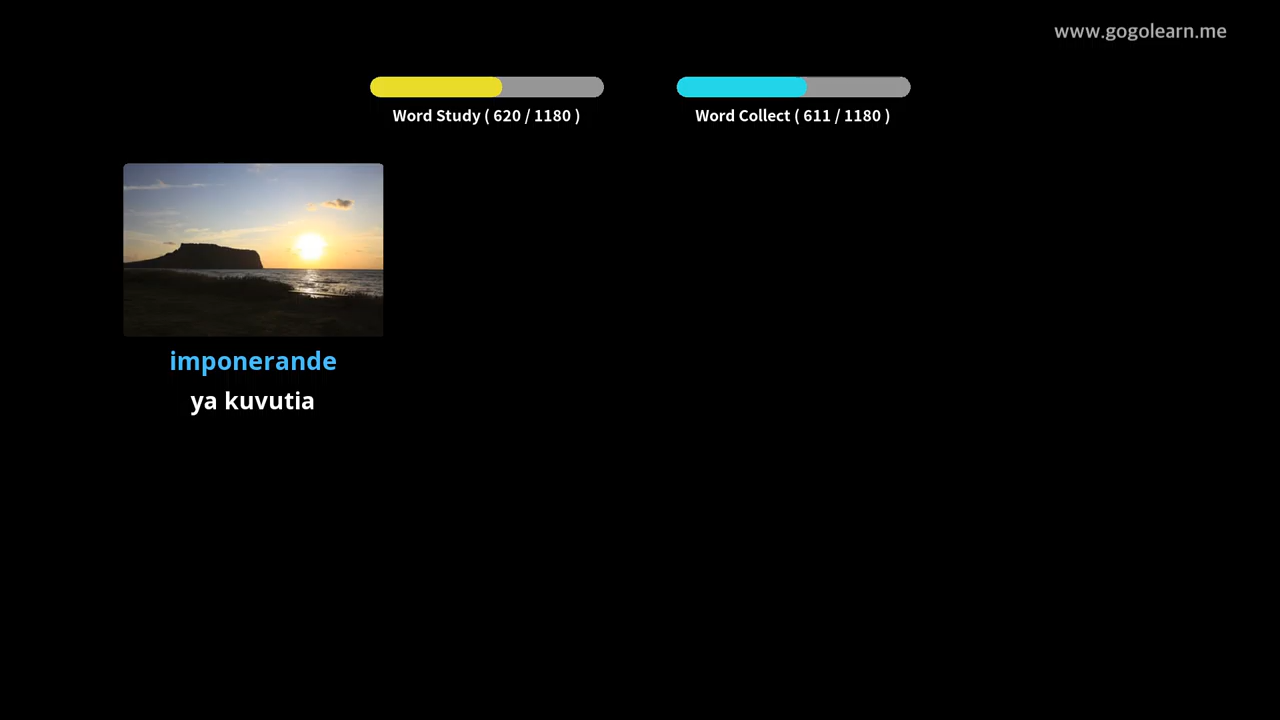 www.gogolearn.me
Word Study ( 620 / 1180 )
Word Collect ( 611 / 1180 )
imponerande
ya kuvutia